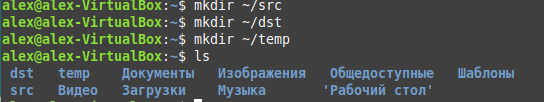 alex@alex-VirtualBox:~$ mkdir ~/src
alex@alex-VirtualBox:~$ mkdir ~/dst
alex@alex-VirtualBox:~$ mkdir ~/temp
alex@alex-VirtualBox:~$ ls
dst temp Документы Изображения Общедоступные Шаблоны
src Видео Загрузки Музыка 'Рабочий стол'